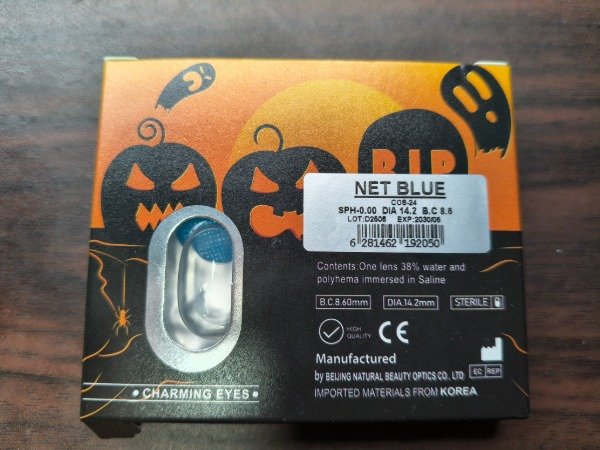 R.I.P
NET BLUE
COS-24
SPH-0.00 DIA 14.2 B.C 8.6
LOT:D2506 EXP:2030/05
6 281462 192050
Contents:One lens 38% water and
polyhema immersed in Saline
B.C.8.60mm DIA.14.2mm STERILE
HIGH
QUALITY CE
Manufactured
by BEIJING NATURAL BEAUTY OPTICS CO. LTD
EC REP
IMPORTED MATERIALS FROM KOREA
• CHARMING EYES •